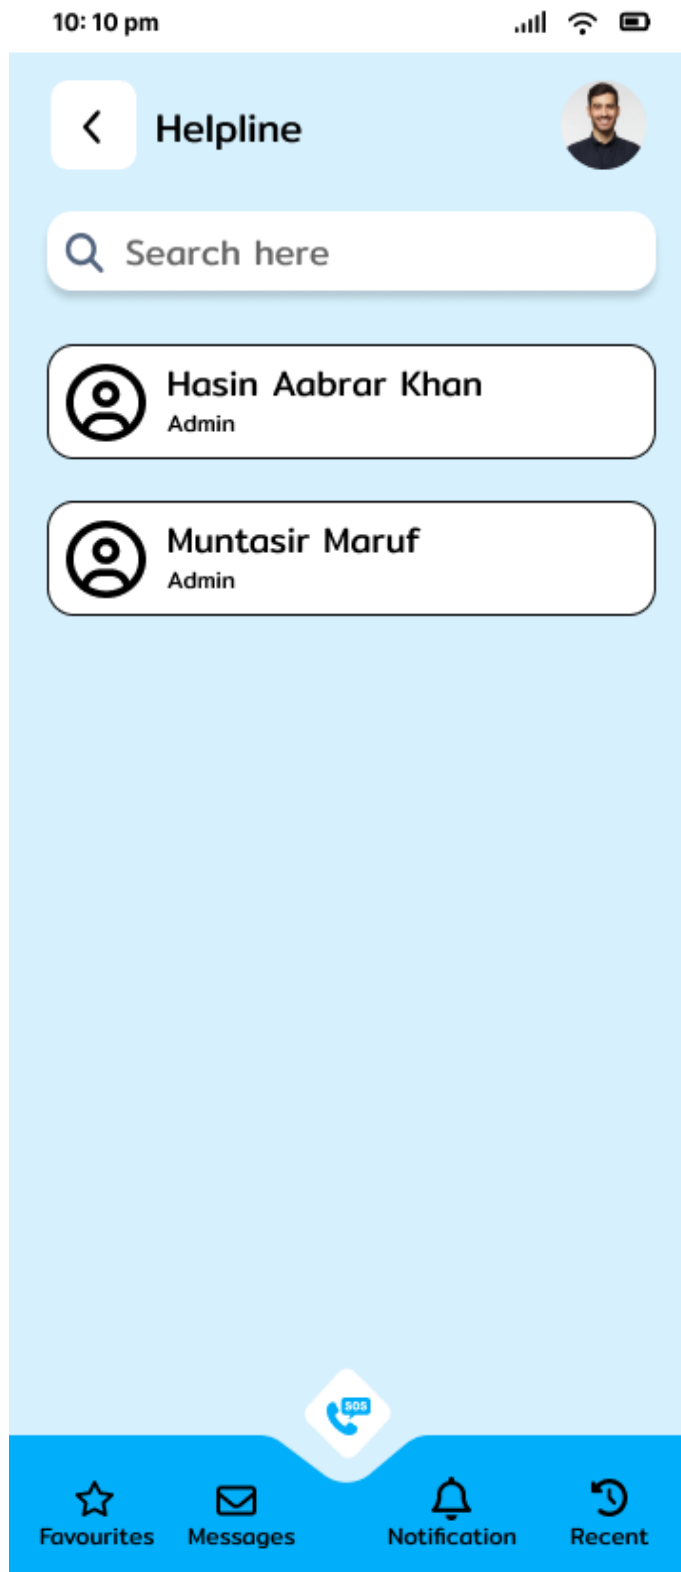 10:10 pm
Helpline
Search here
Hasin Aabrar Khan
Admin
Muntasir Maruf
Admin
SOS
Favourites
Messages
Notification
Recent